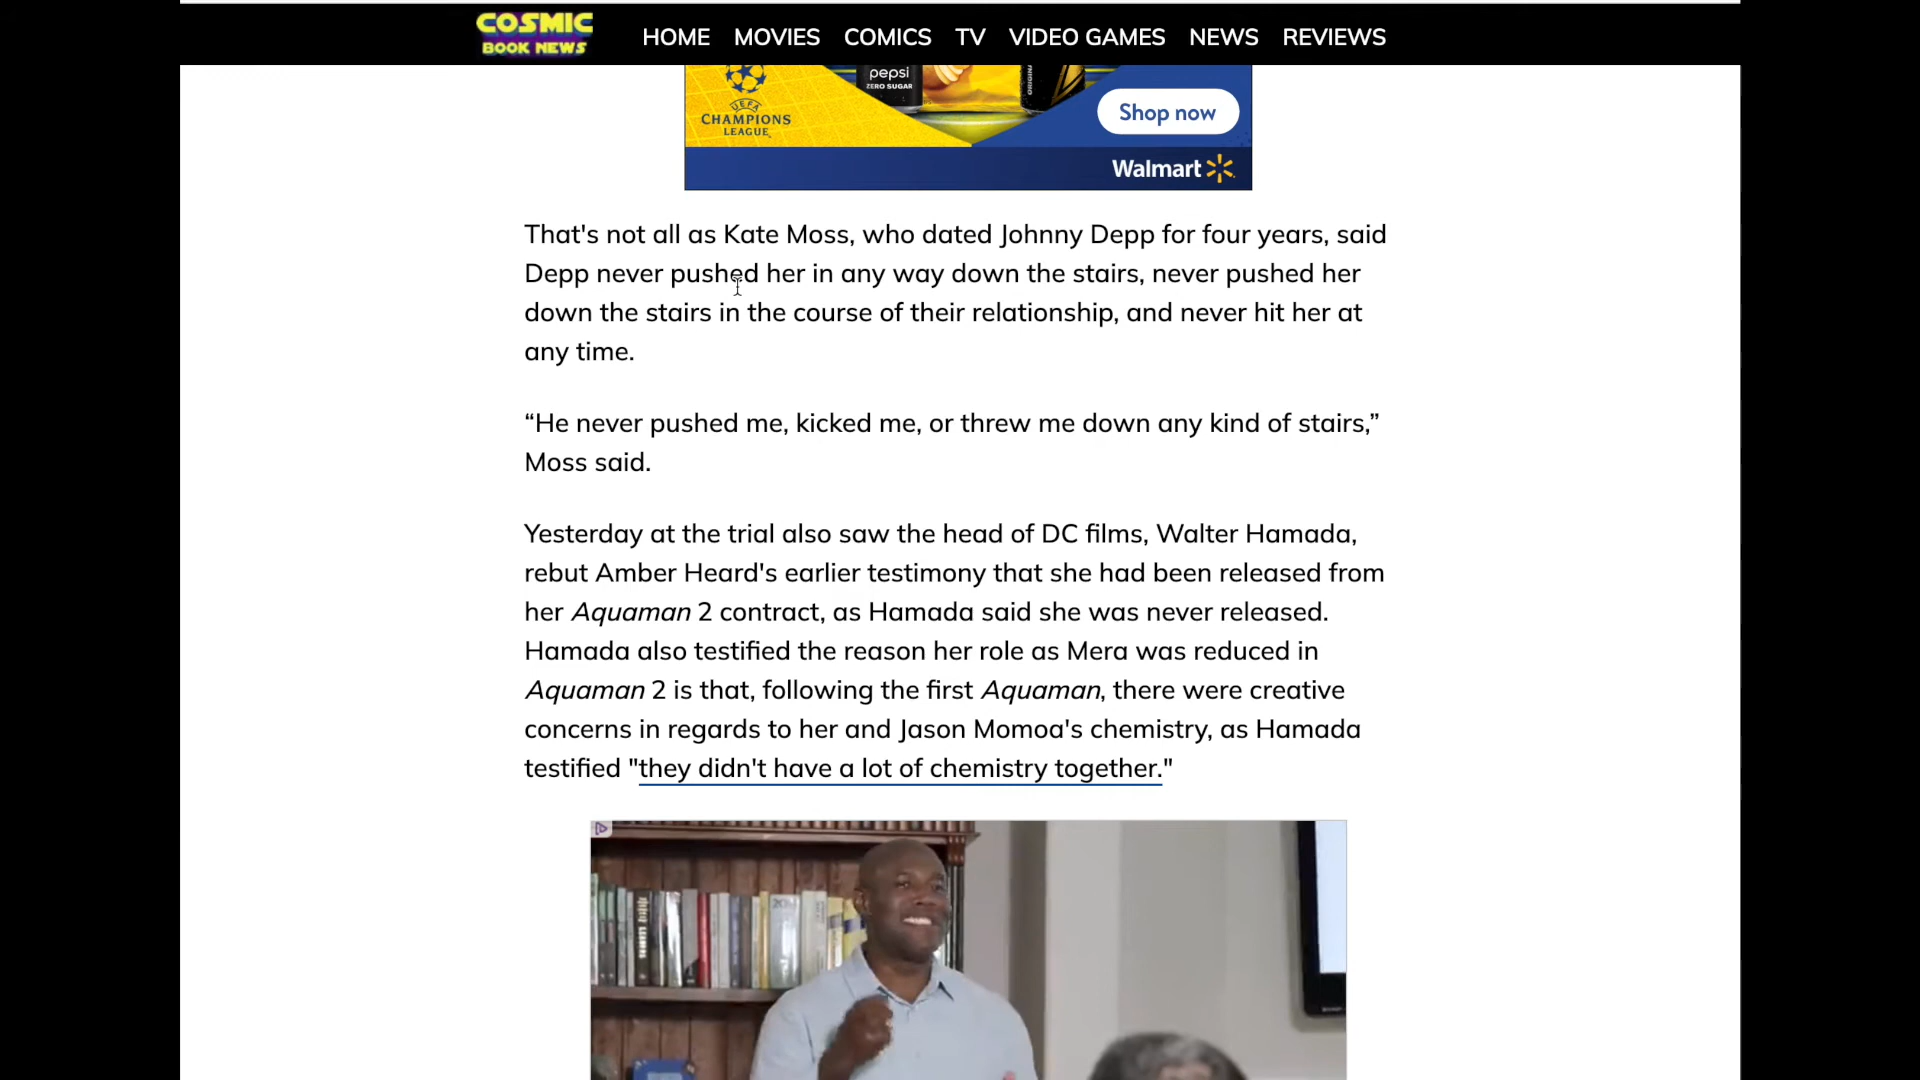 COSMIC
BOOK NEWS
HOME MOVIES COMICS TV VIDEO GAMES NEWS REVIEWS
pepsi
ZERO SUGAR
UEFA
CHAMPIONS
LEAGUE
Shop now
Walmart
That's not all as Kate Moss, who dated Johnny Depp for four years, said
Depp never pushed her in any way down the stairs, never pushed her
down the stairs in the course of their relationship, and never hit her at
any time.
“He never pushed me, kicked me, or threw me down any kind of stairs,”
Moss said.
Yesterday at the trial also saw the head of DC films, Walter Hamada,
rebut Amber Heard's earlier testimony that she had been released from
her Aquaman 2 contract, as Hamada said she was never released.
Hamada also testified the reason her role as Mera was reduced in
Aquaman 2 is that, following the first Aquaman, there were creative
concerns in regards to her and Jason Momoa's chemistry, as Hamada
testified "they didn't have a lot of chemistry together."